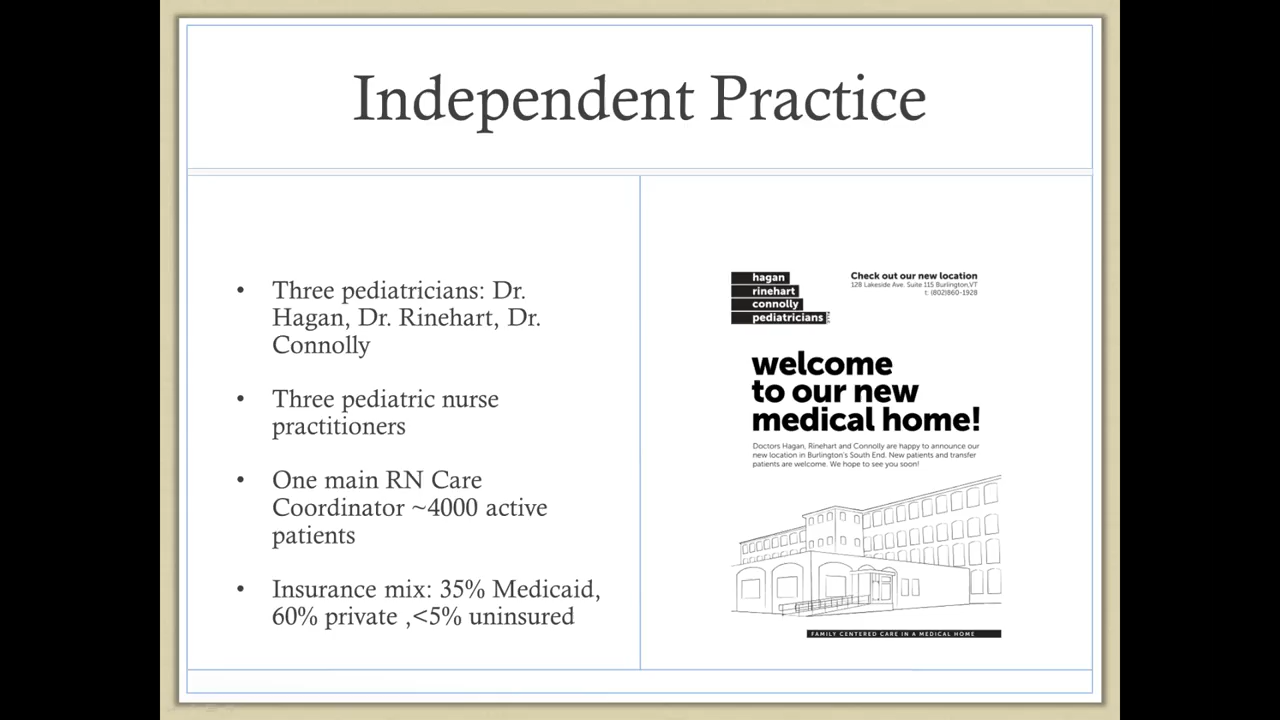 Independent Practice
• Three pediatricians: Dr.
Hagan, Dr. Rinehart, Dr.
Connolly
• Three pediatric nurse
practitioners
• One main RN Care
Coordinator ~4000 active
patients
• Insurance mix: 35% Medicaid,
60% private ,<5% uninsured
hagan
rinehart
connolly
pediatricians
Check out our new location
128 Lakeside Ave. Suite 115 Burlington,VT
t: (802)860-1928
welcome
to our new
medical home!
Doctors Hagan, Rinehart and Connolly are happy to announce our
new location in Burlington's South End. New patients and transfer
patients are welcome. We hope to see you soon!
FAMILY CENTERED CARE IN A MEDICAL HOME